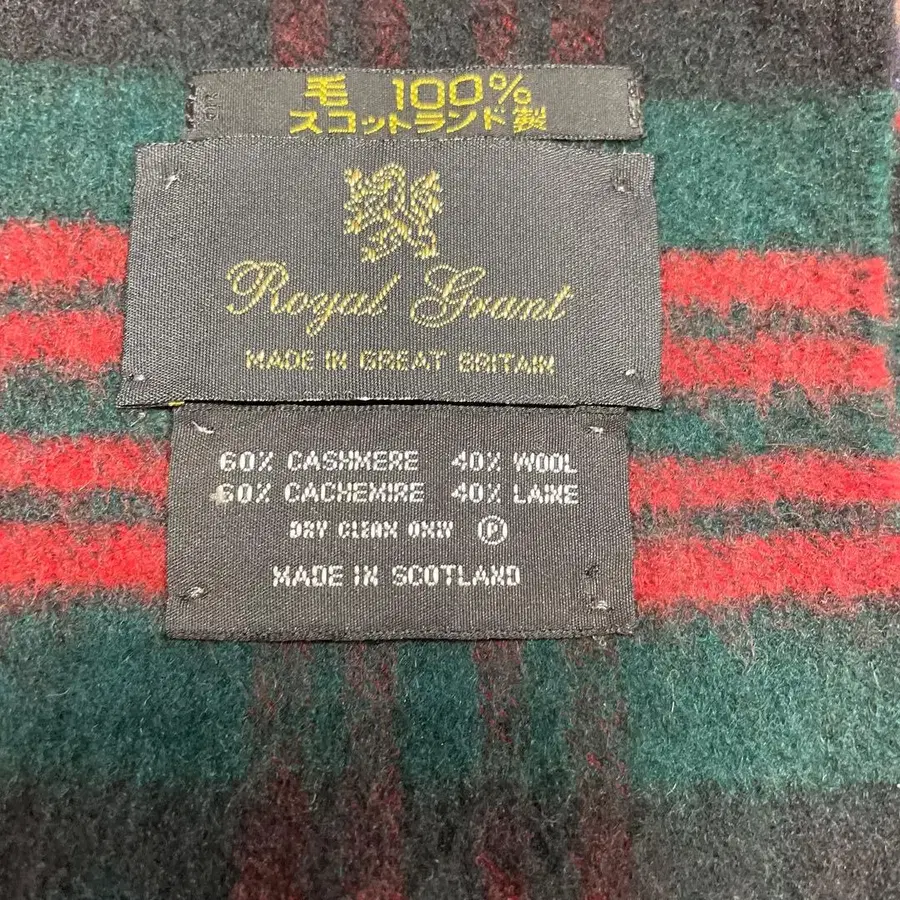 毛 100%
スコットランド製
Royal Grant
MADE IN GREAT BRITAIN
60% CASHMERE 40% WOOL
60% CACHEMIRE 40% LAINE
DRY CLEAN ONLY Ⓟ
MADE IN SCOTLAND